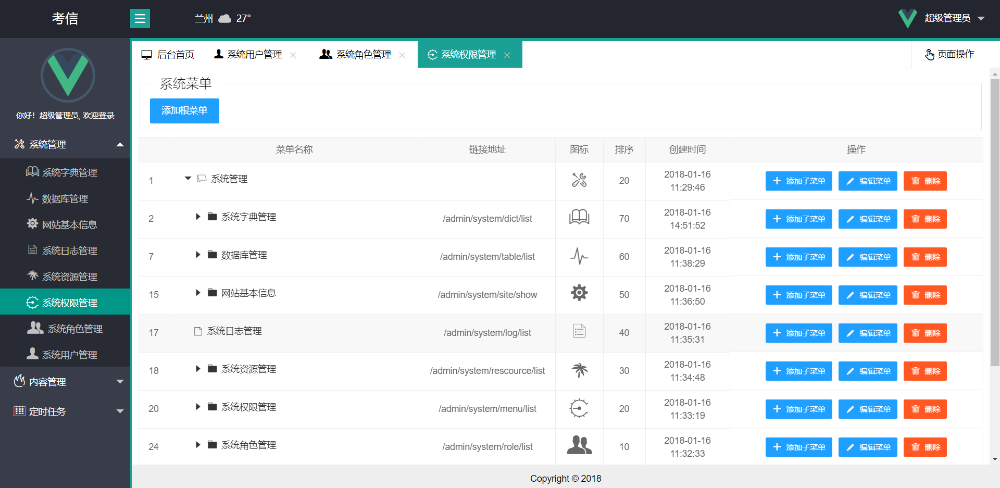 考信
兰州 27°
超级管理员
你好！超级管理员, 欢迎登录
系统管理
系统字典管理
数据库管理
网站基本信息
系统日志管理
系统资源管理
系统权限管理
系统角色管理
系统用户管理
内容管理
定时任务
后台首页 系统用户管理 系统角色管理 系统权限管理 页面操作
系统菜单
添加根菜单
菜单名称 链接地址 图标 排序 创建时间 操作
1 系统管理 20 2018-01-16 11:29:46 添加子菜单 编辑菜单 删除
2 系统字典管理 /admin/system/dict/list 70 2018-01-16 14:51:52 添加子菜单 编辑菜单 删除
7 数据库管理 /admin/system/table/list 60 2018-01-16 11:38:29 添加子菜单 编辑菜单 删除
15 网站基本信息 /admin/system/site/show 50 2018-01-16 11:36:50 添加子菜单 编辑菜单 删除
17 系统日志管理 /admin/system/log/list 40 2018-01-16 11:35:31 添加子菜单 编辑菜单 删除
18 系统资源管理 /admin/system/rescource/list 30 2018-01-16 11:34:48 添加子菜单 编辑菜单 删除
20 系统权限管理 /admin/system/menu/list 20 2018-01-16 11:33:19 添加子菜单 编辑菜单 删除
24 系统角色管理 /admin/system/role/list 10 2018-01-16 11:32:33 添加子菜单 编辑菜单 删除
Copyright © 2018